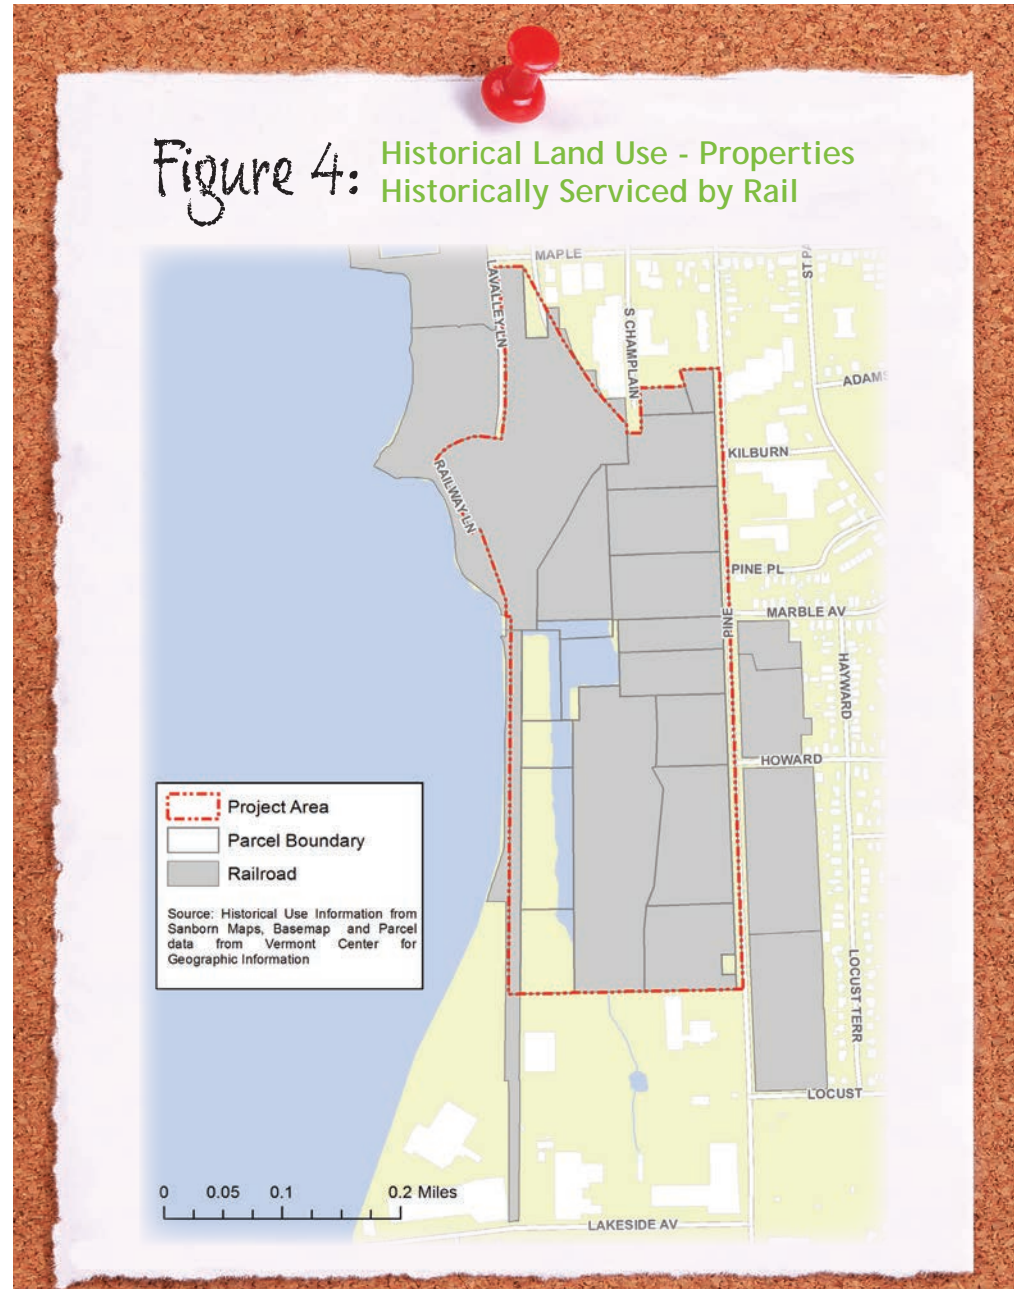 Figure 4:
Historical Land Use - Properties
Historically Serviced by Rail
MAPLE
ST PA
LAVALLEY LN
S CHAMPLAIN
ADAMS
KILBURN
RAILWAY LN
PINE PL
MARBLE AV
PINE
HAYWARD
HOWARD
Project Area
Parcel Boundary
Railroad
Source: Historical Use Information from
Sanborn Maps, Basemap and Parcel
data from Vermont Center for
Geographic Information
LOCUST TERR
LOCUST
0 0.05 0.1 0.2 Miles
LAKESIDE AV